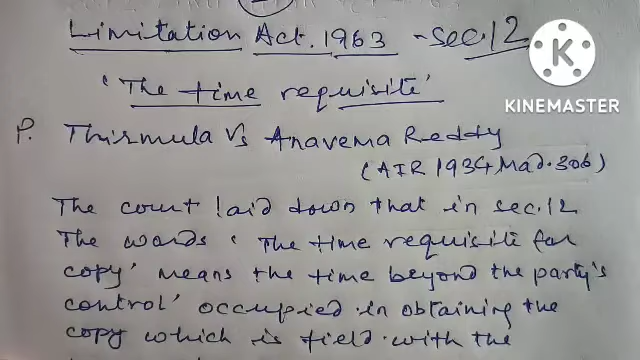 Limitation Act. 1963 - sec. 12
'The time requisite'
P. Thirmula Vs Anavema Reddy
(AIR 1934 Mad. 306)
The court laid down that in sec. 12
The words 'The time requisite for
copy' means the time beyond the party's
control' occupied in obtaining the
copy which is field with the
KINEMASTER